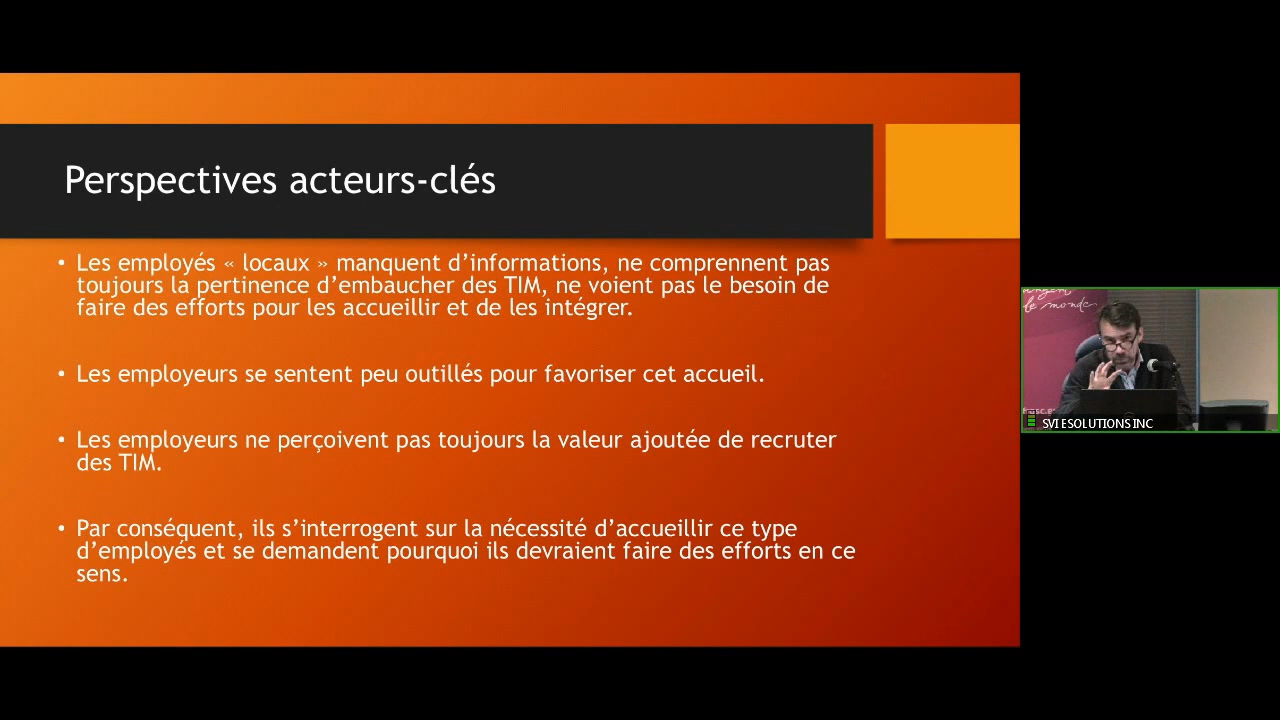 Perspectives acteurs-clés
• Les employés « locaux » manquent d’informations, ne comprennent pas
toujours la pertinence d’embaucher des TIM, ne voient pas le besoin de
faire des efforts pour les accueillir et de les intégrer.
• Les employeurs se sentent peu outillés pour favoriser cet accueil.
• Les employeurs ne perçoivent pas toujours la valeur ajoutée de recruter
des TIM.
• Par conséquent, ils s’interrogent sur la nécessité d’accueillir ce type
d’employés et se demandent pourquoi ils devraient faire des efforts en ce
sens.
le monde
SVI ESOLUTIONS INC